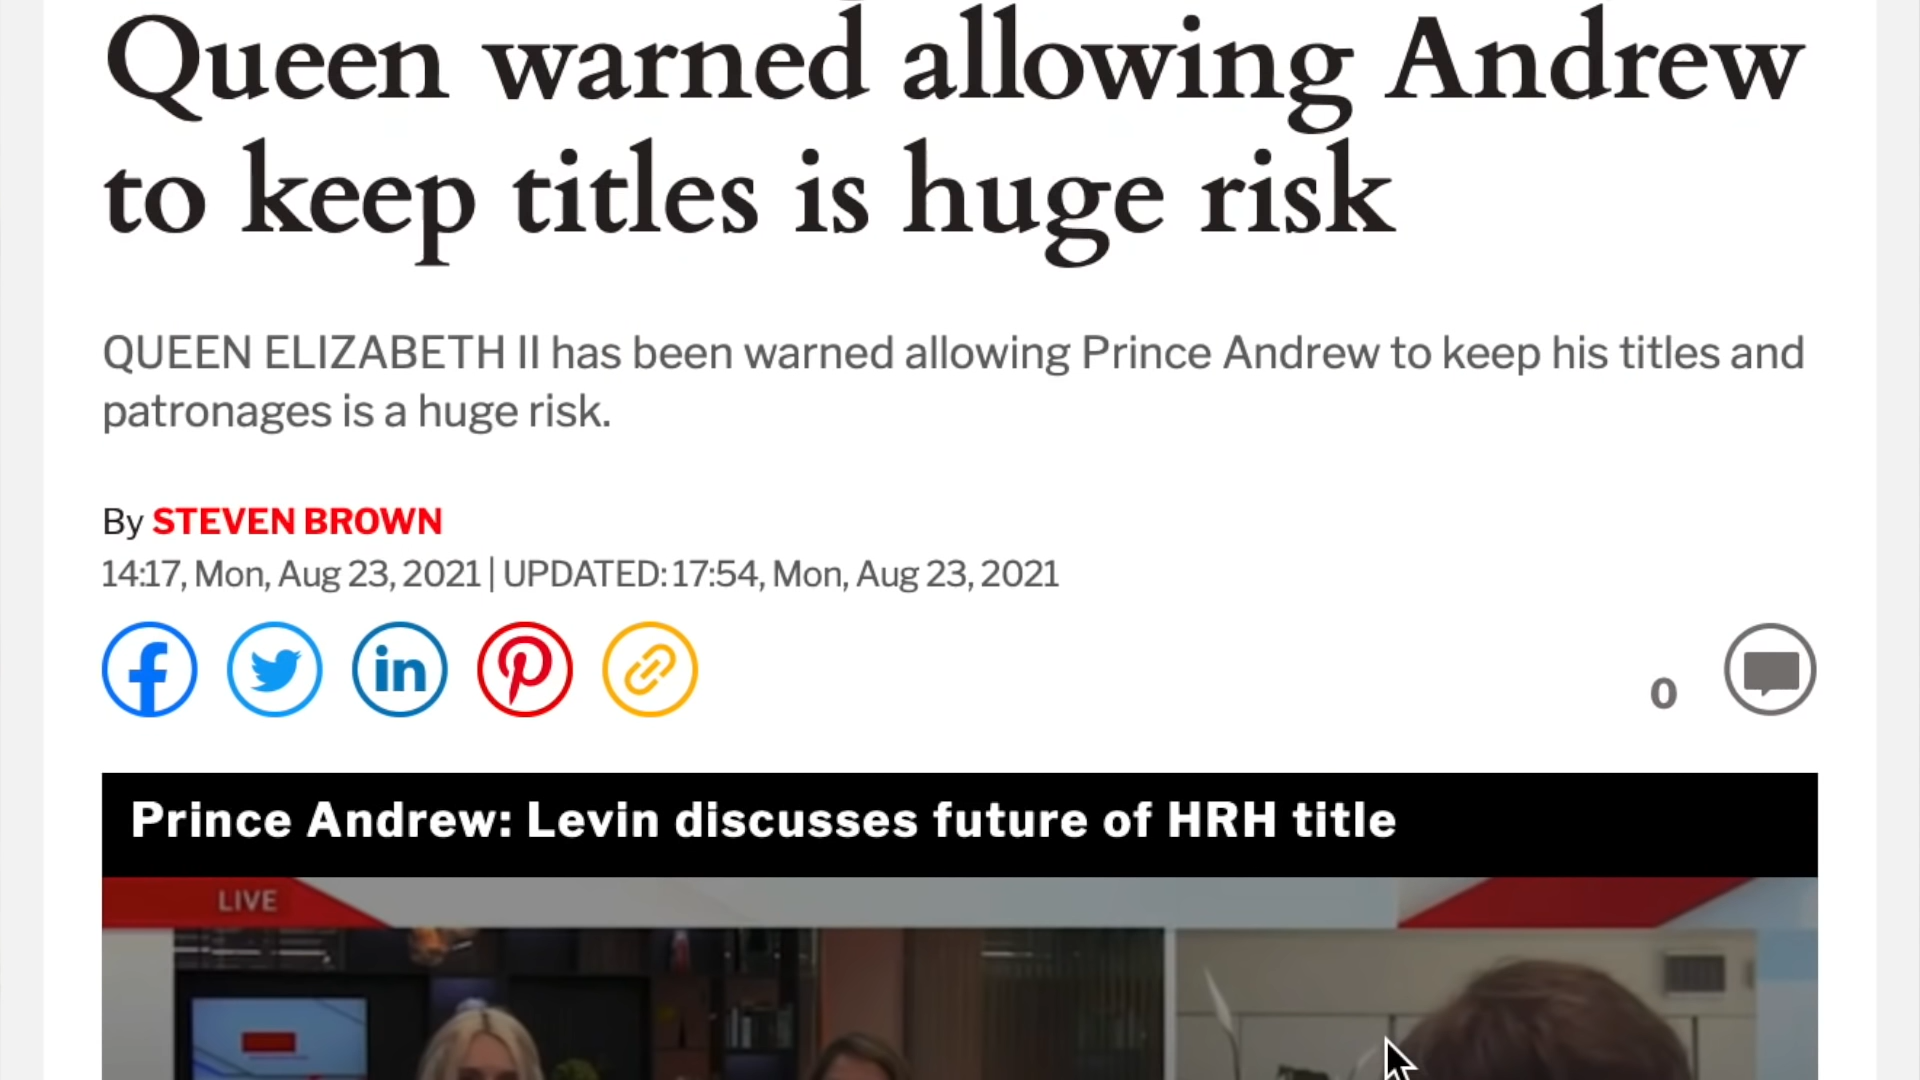 Queen warned allowing Andrew
to keep titles is huge risk
QUEEN ELIZABETH II has been warned allowing Prince Andrew to keep his titles and
patronages is a huge risk.
By STEVEN BROWN
14:17, Mon, Aug 23, 2021 | UPDATED: 17:54, Mon, Aug 23, 2021
in
0
Prince Andrew: Levin discusses future of HRH title
LIVE